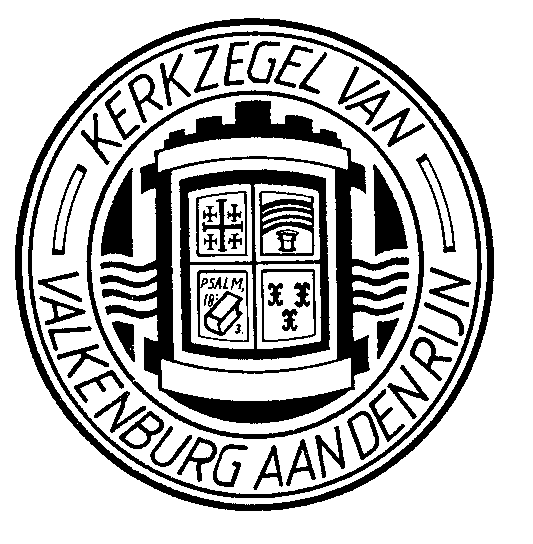 KERKZEGEL VAN
VALKENBURG AAN DEN RIJN
PSALM,
18:
3.